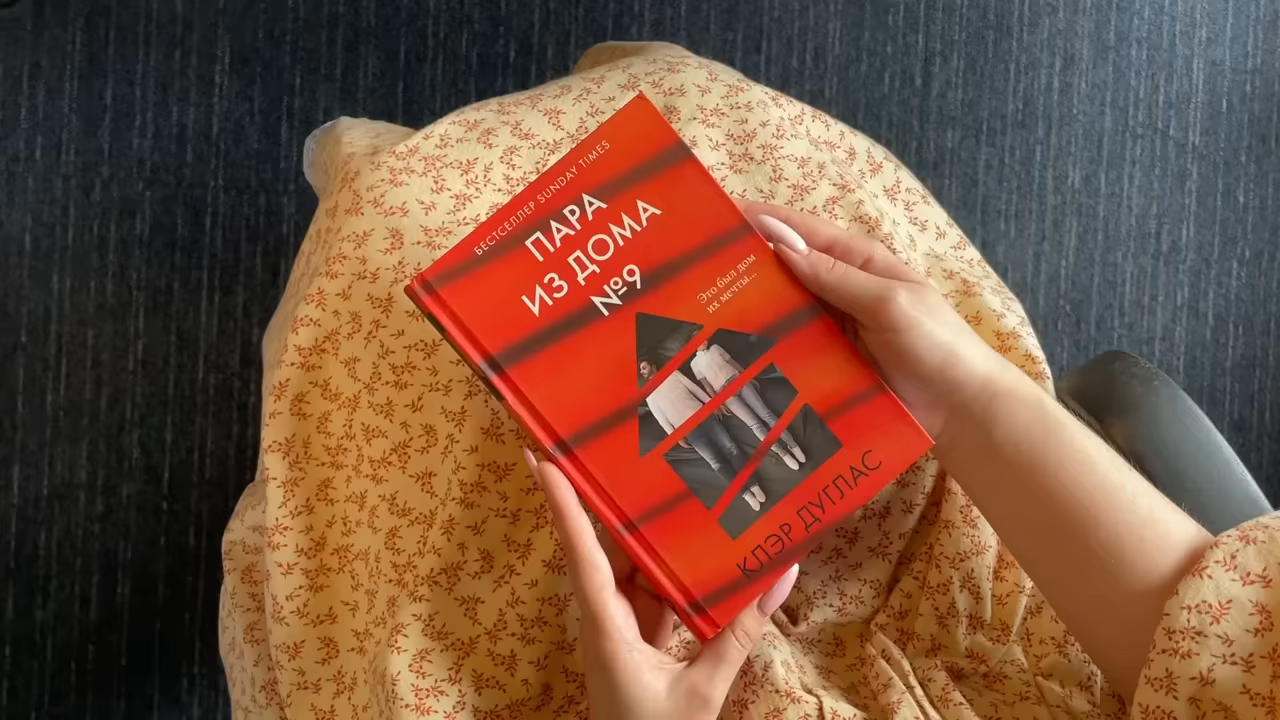 БЕСТСЕЛЛЕР SUNDAY TIMES
ПАРА
ИЗ ДОМА
№9
Это был дом
их мечты...
КЛЭР ДУГЛАС